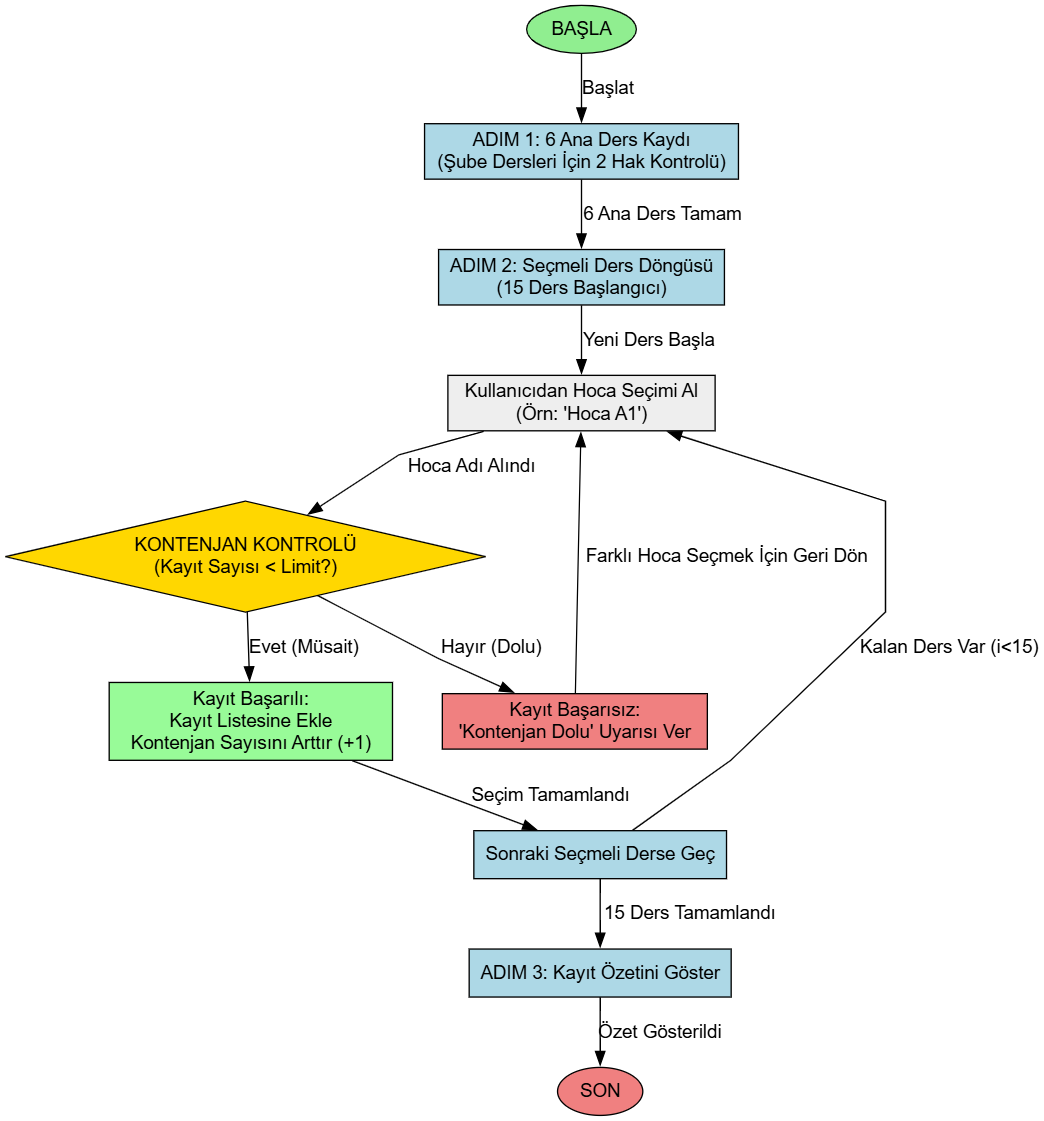 BAŞLA
Başlat
ADIM 1: 6 Ana Ders Kaydı
(Şube Dersleri İçin 2 Hak Kontrolü)
6 Ana Ders Tamam
ADIM 2: Seçmeli Ders Döngüsü
(15 Ders Başlangıcı)
Yeni Ders Başla
Kullanıcıdan Hoca Seçimi Al
(Örn: 'Hoca A1')
Hoca Adı Alındı
KONTENJAN KONTROLÜ
(Kayıt Sayısı < Limit?)
Farklı Hoca Seçmek İçin Geri Dön
Evet (Müsait)
Hayır (Dolu)
Kalan Ders Var (i<15)
Kayıt Başarılı:
Kayıt Listesine Ekle
Kontenjan Sayısını Arttır (+1)
Kayıt Başarısız:
'Kontenjan Dolu' Uyarısı Ver
Seçim Tamamlandı
Sonraki Seçmeli Derse Geç
15 Ders Tamamlandı
ADIM 3: Kayıt Özetini Göster
Özet Gösterildi
SON